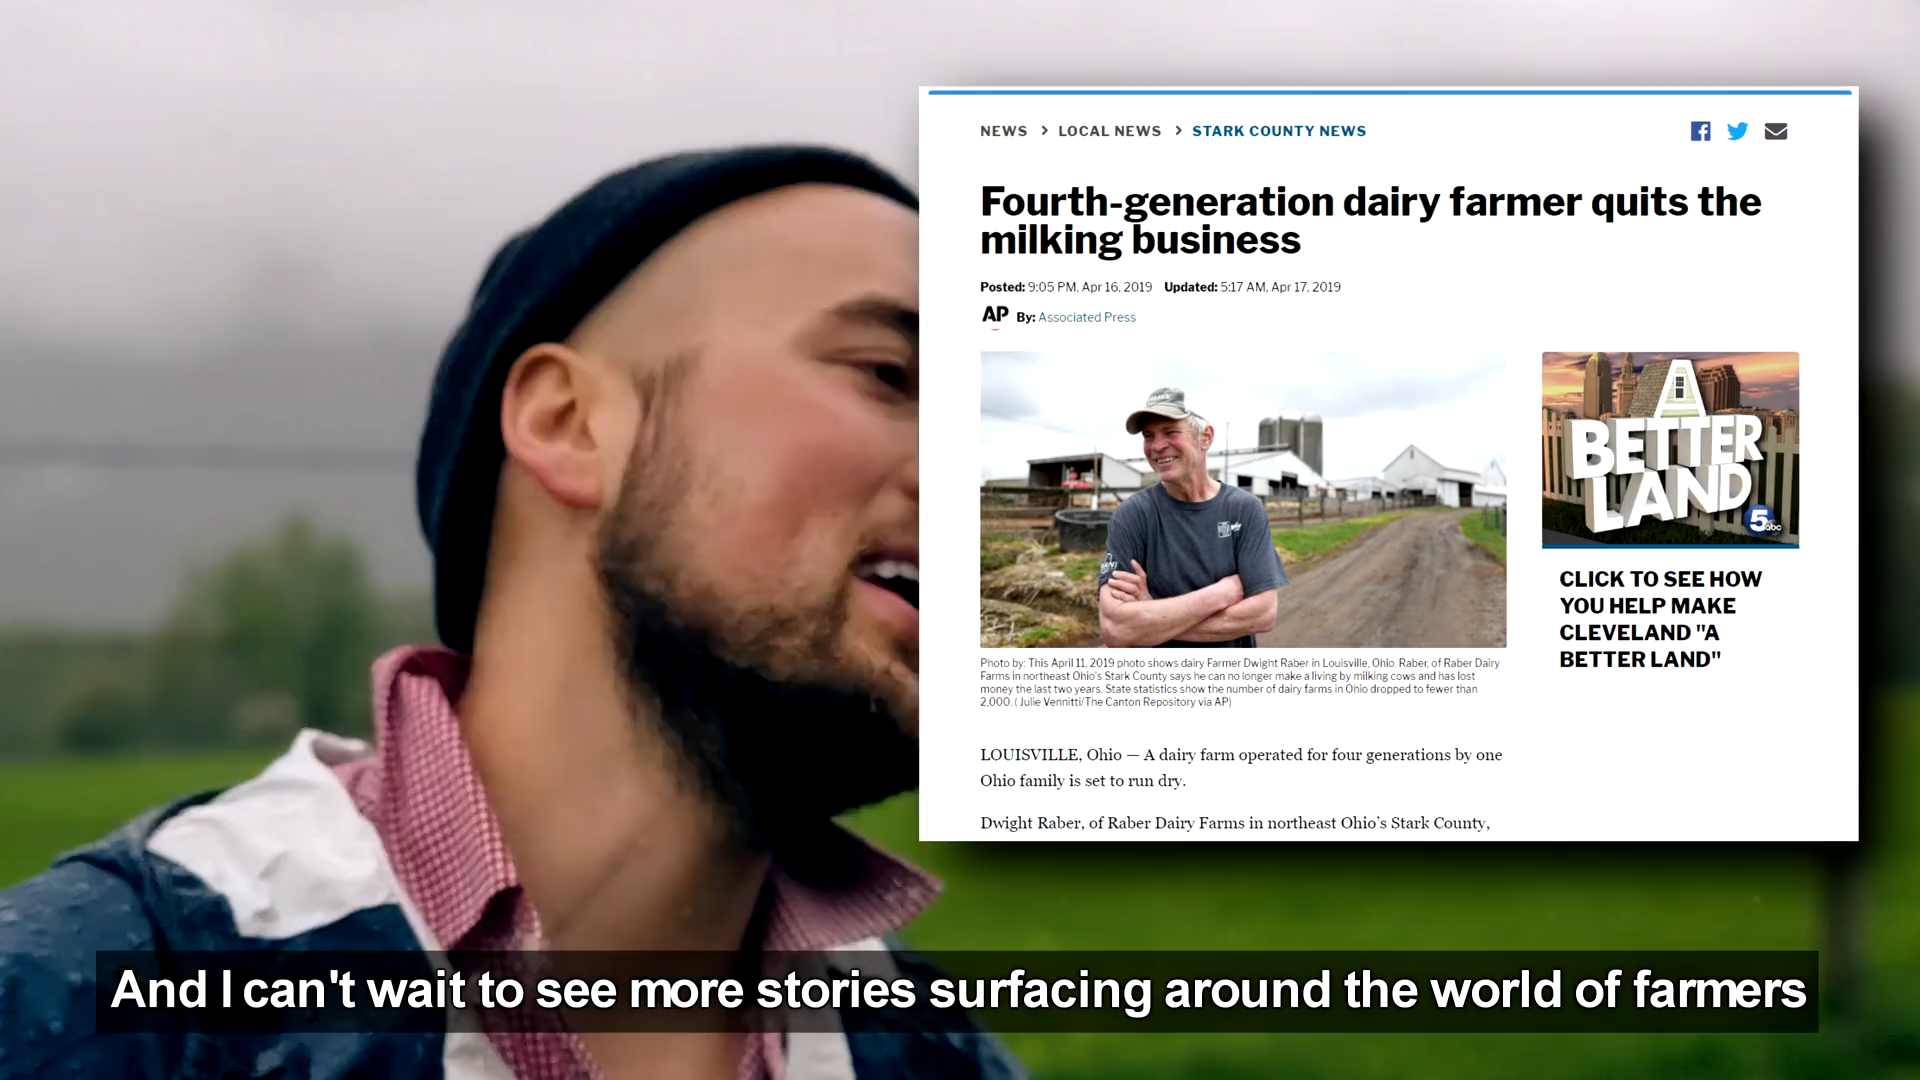 NEWS > LOCAL NEWS > STARK COUNTY NEWS
Fourth-generation dairy farmer quits the
milking business
Posted: 9:05 PM, Apr 16, 2019 Updated: 5:17 AM, Apr 17, 2019
AP By: Associated Press
A
BETTER
LAND
5 abc
CLICK TO SEE HOW
YOU HELP MAKE
CLEVELAND "A
BETTER LAND"
Photo by: This April 11, 2019 photo shows dairy Farmer Dwight Raber in Louisville, Ohio. Raber, of Raber Dairy
Farms in northeast Ohio's Stark County says he can no longer make a living by milking cows and has lost
money the last two years. State statistics show the number of dairy farms in Ohio dropped to fewer than
2,000. ( Julie Vennitti/The Canton Repository via AP)
LOUISVILLE, Ohio — A dairy farm operated for four generations by one
Ohio family is set to run dry.
Dwight Raber, of Raber Dairy Farms in northeast Ohio's Stark County,
And I can't wait to see more stories surfacing around the world of farmers